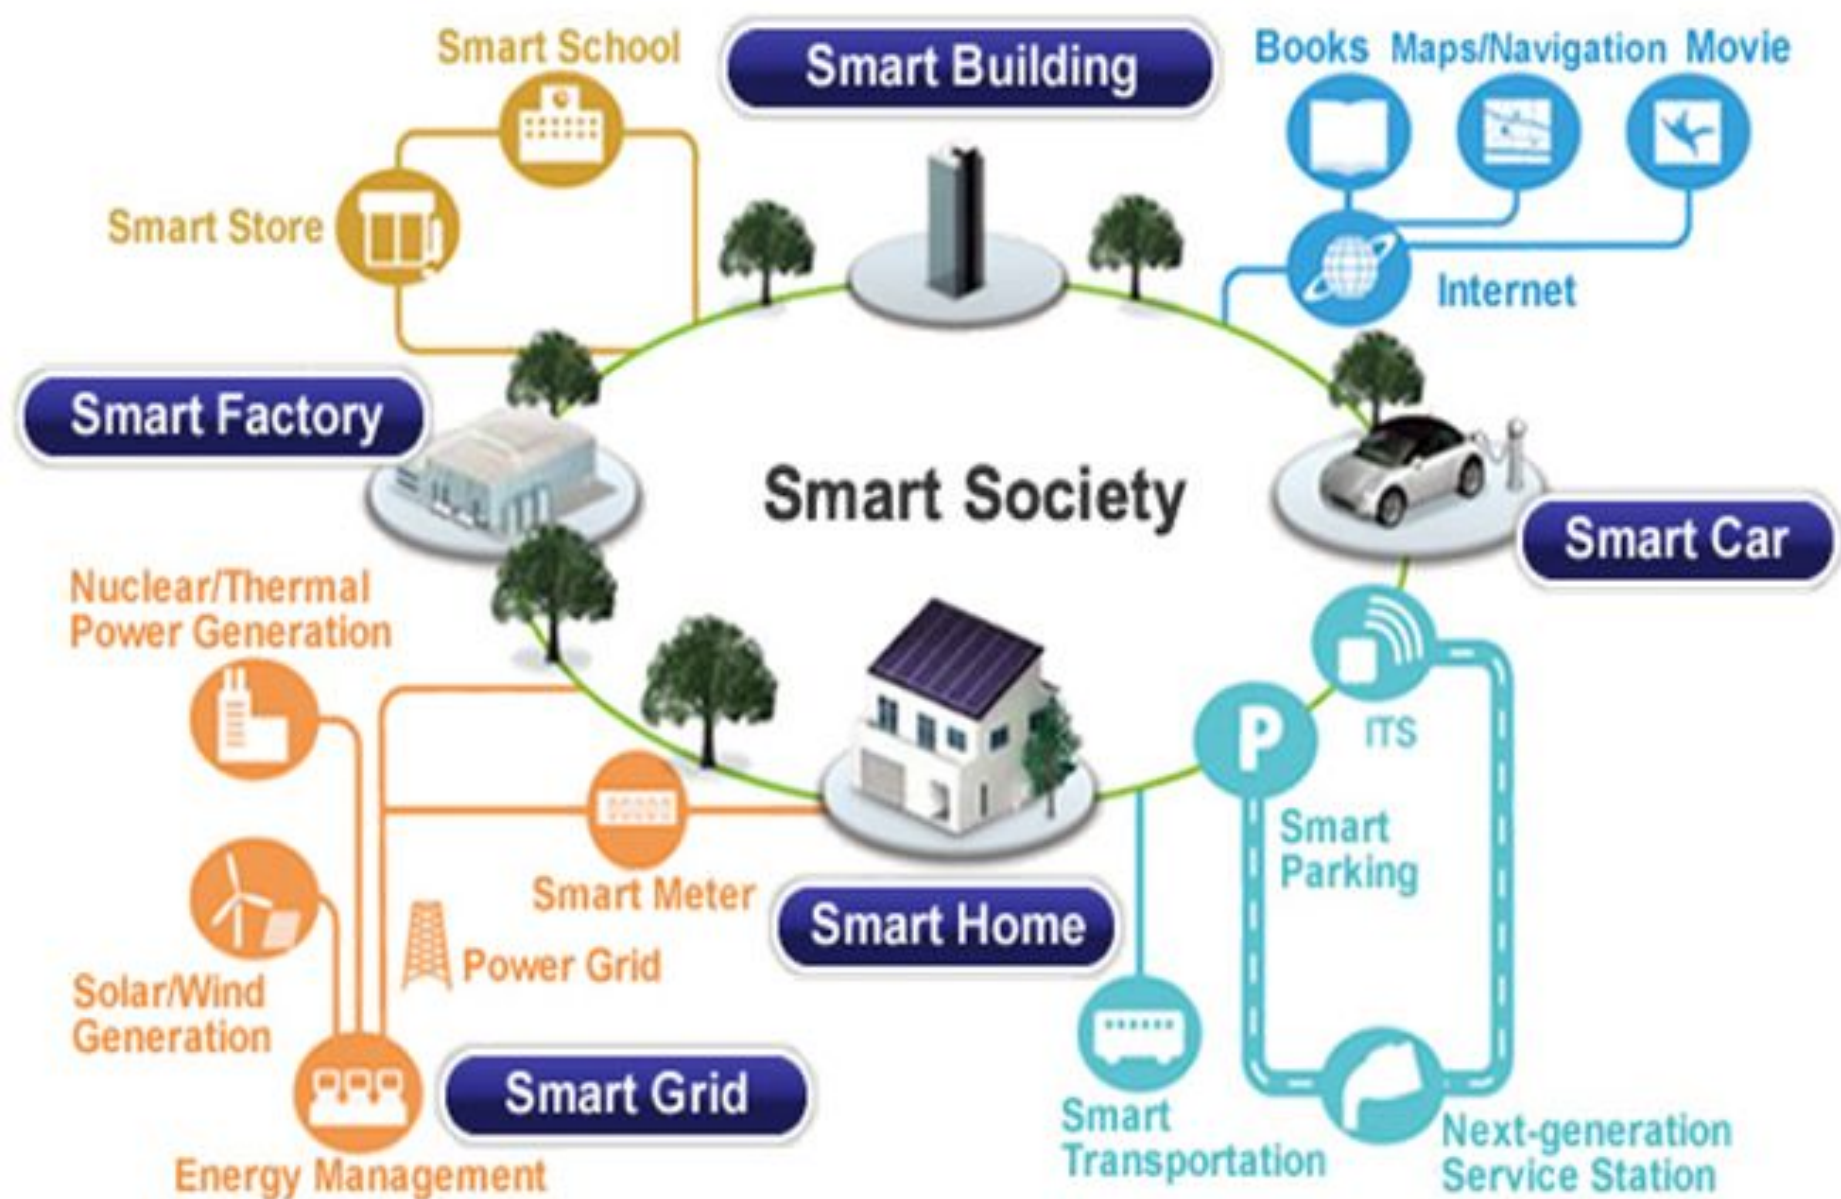 Smart School
Smart Building
Books
Maps/Navigation
Movie
Smart Store
Internet
Smart Factory
Smart Society
Smart Car
Nuclear/Thermal
Power Generation
ITS
P
Smart
Parking
Smart Meter
Smart Home
Power Grid
Solar/Wind
Generation
Smart Grid
Energy Management
Smart
Transportation
Next-generation
Service Station